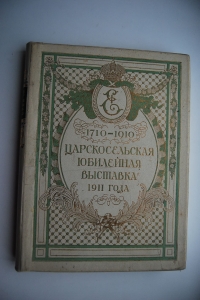 Е
1710–1910
ЦАРСКОСЕЛЬСКАЯ
ЮБИЛЕЙНАЯ
ВЫСТАВКА
1911 ГОДА